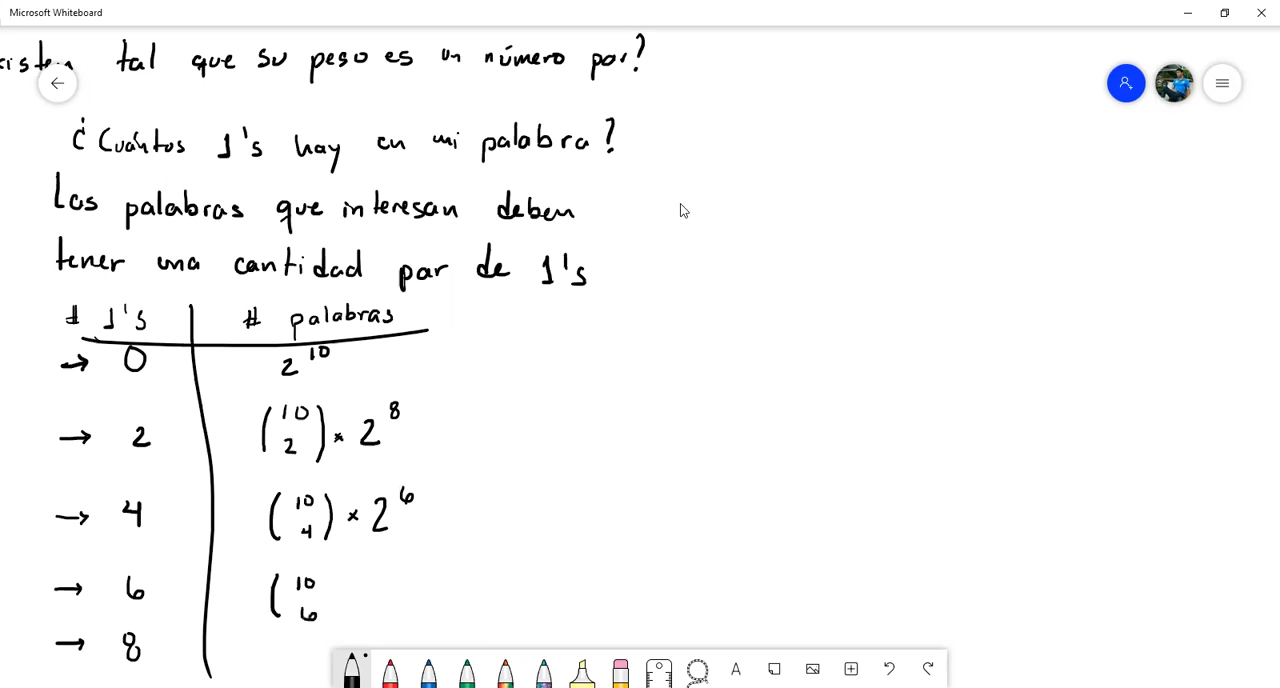 Microsoft Whiteboard
xisten tal que su peso es un número par?
¿Cuántos 1's hay en mi palabra?
Las palabras que interesan deben
tener una cantidad par de 1's
# 1's # palabras
→ 0 2^10
→ 2 (10 2) × 2^8
→ 4 (10 4) × 2^6
→ 6 (10 6
→ 8
A